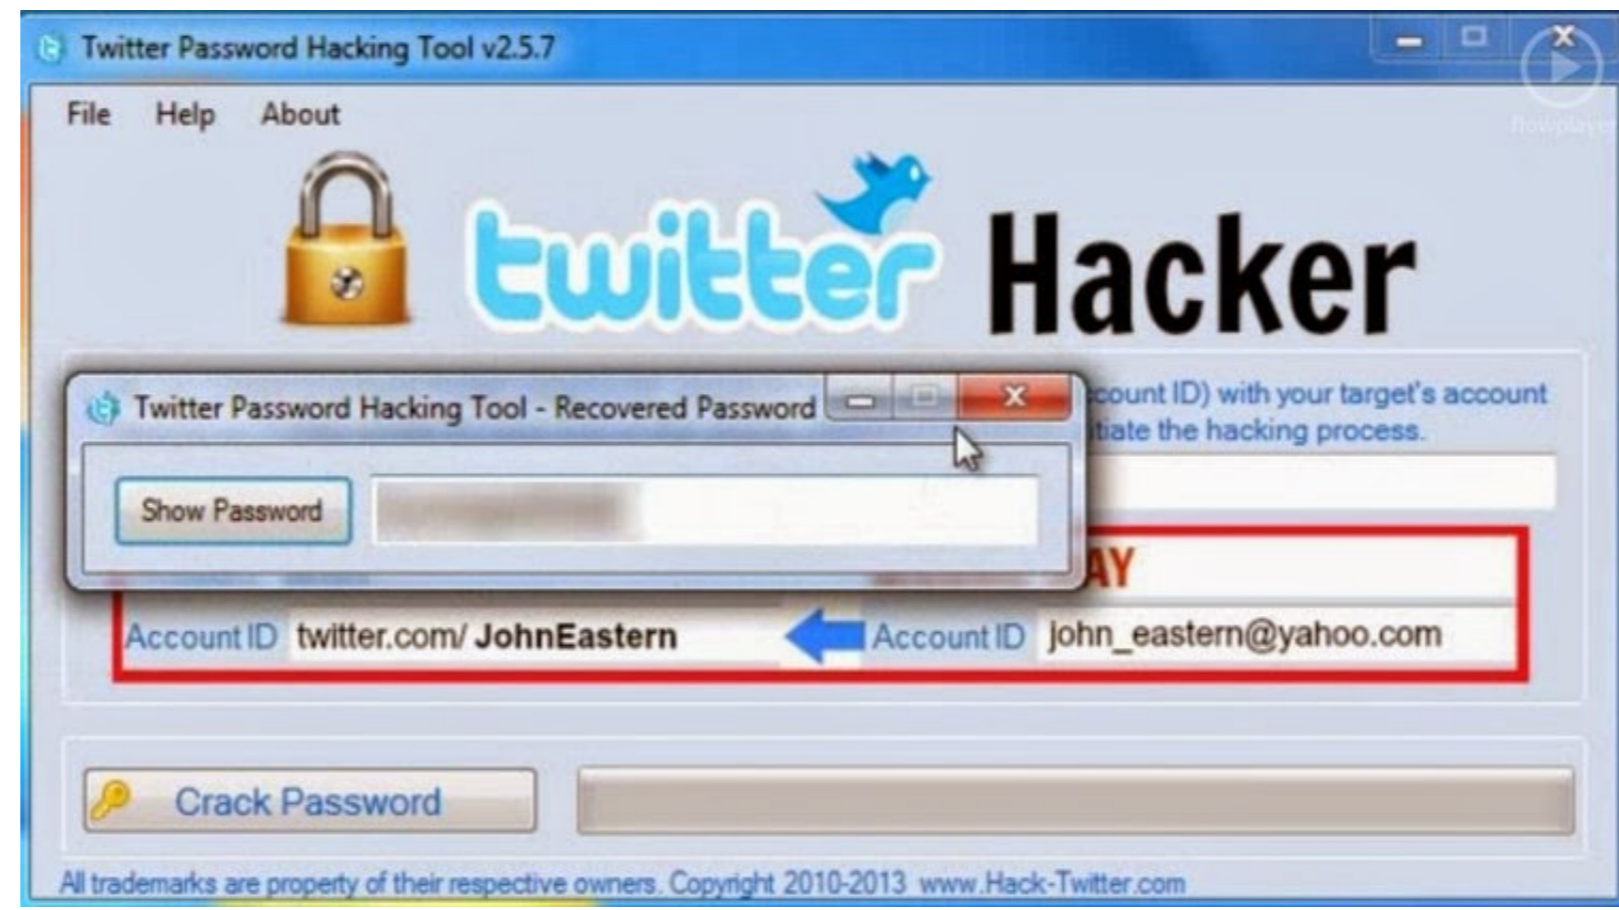 Twitter Password Hacking Tool v2.5.7
File Help About
flowplayer
twitter Hacker
count ID) with your target's account
Twitter Password Hacking Tool - Recovered Password
tiate the hacking process.
Show Password
AY
Account ID twitter.com/ JohnEastern Account ID john_eastern@yahoo.com
Crack Password
All trademarks are property of their respective owners. Copyright 2010-2013 www.Hack-Twitter.com